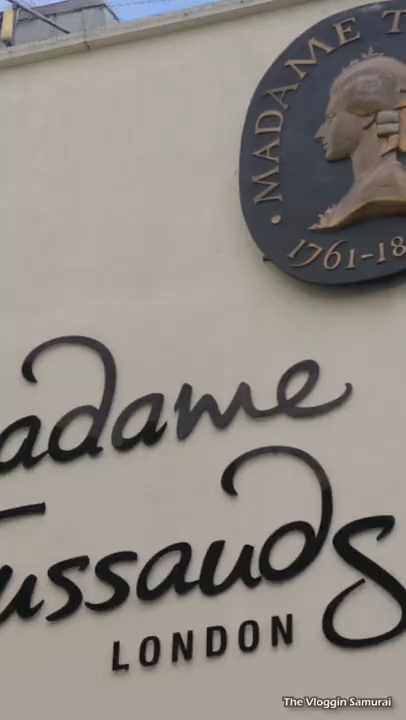 MADAME T
1761-18
adame
ussauds
LONDON
The Vloggin Samurai